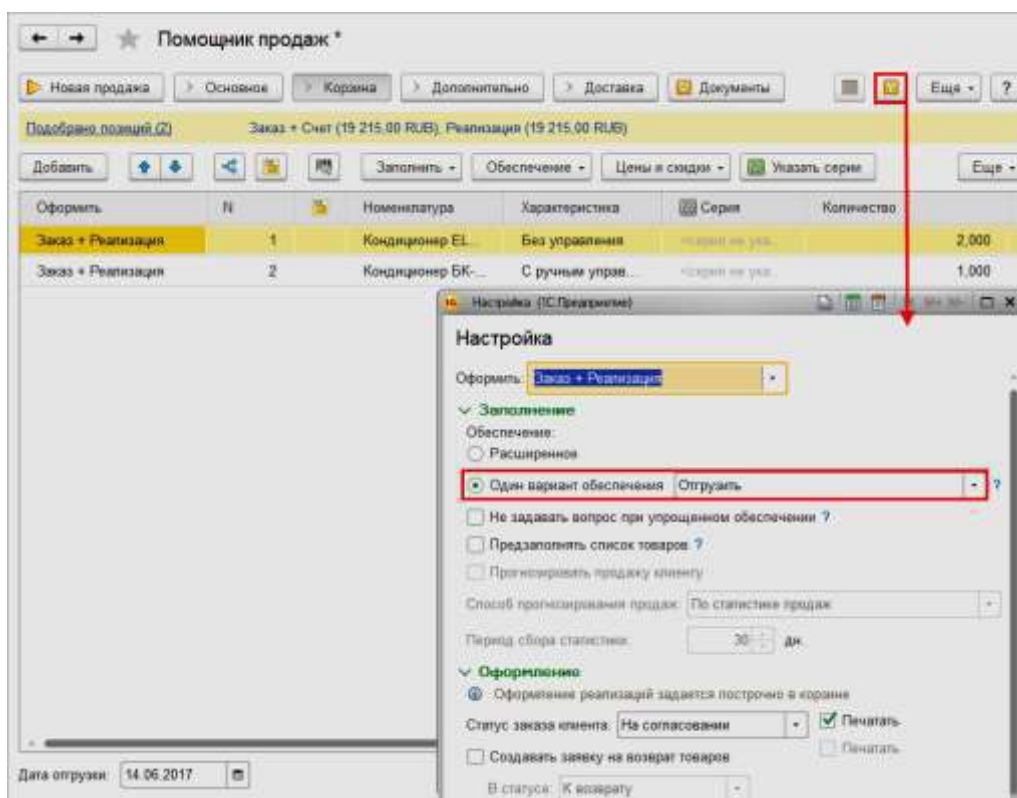 Помощник продаж *
Новая продажа Основное Корзина Дополнительно Доставка Документы Еще ?
Подобрано позиций (2) Заказ + Счет (19 215,00 RUB), Реализация (19 215,00 RUB)
Добавить Заполнить Обеспечение Цены и скидки Указать серии Еще
Оформить N Номенклатура Характеристика Серия Количество
Заказ + Реализация 1 Кондиционер EL... Без управления <серия не ука... 2,000
Заказ + Реализация 2 Кондиционер БК-... С ручным управ... <серия не ука... 1,000
Настройка (1С:Предприятие)
Настройка
Оформить: Заказ + Реализация
Заполнение
Обеспечение:
Расширенное
Один вариант обеспечения Отгрузить ?
Не задавать вопрос при упрощенном обеспечении ?
Предзаполнять список товаров ?
Прогнозировать продажу клиенту
Способ прогнозирования продаж: По статистике продаж
Период сбора статистики: 30 дн.
Оформление
Оформление реализаций задается построчно в корзине
Статус заказа клиента: На согласовании Печатать
Печатать
Создавать заявку на возврат товаров
Дата отгрузки: 14.06.2017
В статусе: К возврату